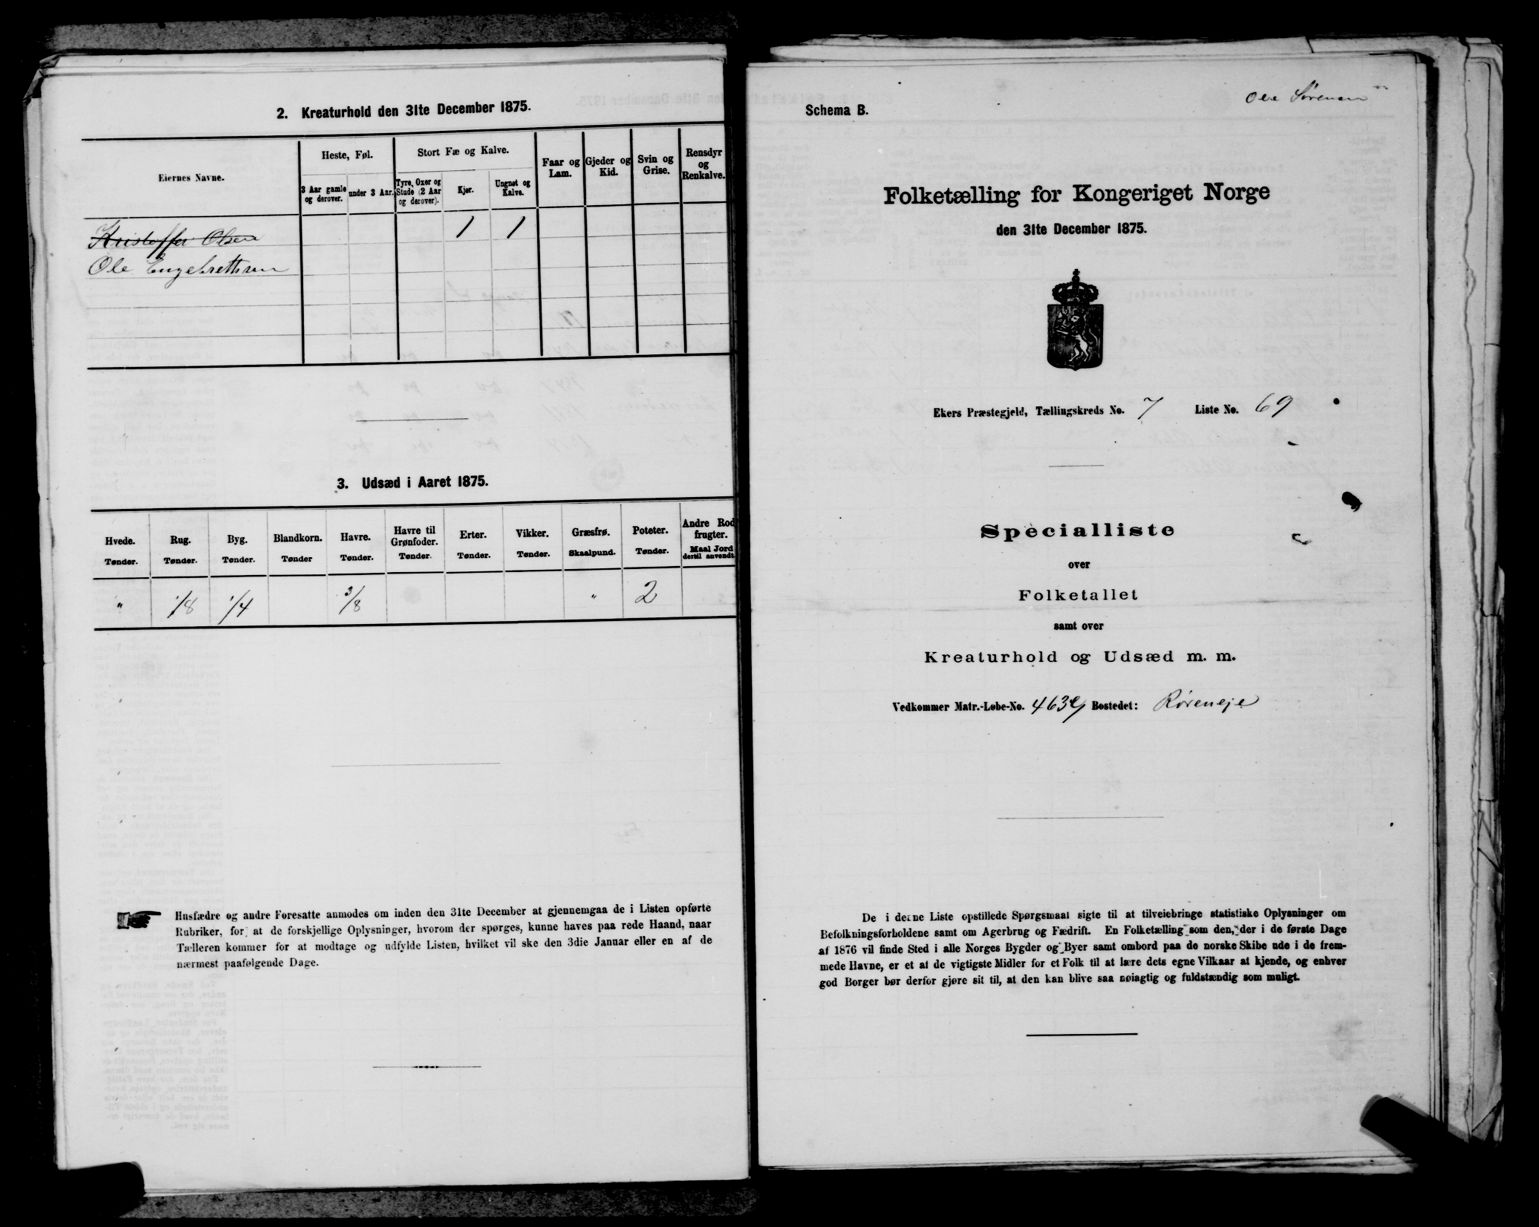 2. Kreaturhold den 31te December 1875.
Eiernes Navne.
Heste, Føl.
Stort Fæ og Kalve.
Faar og Lam.
Gjeder og Kid.
Svin og Grise.
Rensdyr og Renkalve.
3 Aar gamle og derover.
under 3 Aar.
Tyre, Oxer og Stude (2 Aar og derover).
Kjør.
Ungnøt og Kalve.
Kristoffer Olsen 1 1
Ole Engebrethsen
3. Udsæd i Aaret 1875.
Hvede. Rug. Byg. Blandkorn. Havre. Havre til Grønfoder. Erter. Vikker. Græsfrø. Poteter. Andre Rodfrugter.
Tønder. Tønder. Tønder. Tønder Tønder. Tønder. Tønder. Tønder. Skaalpund. Tønder. Maal Jord dertil anvendt.
" 1/8 1/4 3/8 " 2
Husfædre og andre Foresatte anmodes om inden den 31te December at gjennemgaa de i Listen opførte
Rubriker, for at de forskjellige Oplysninger, hvorom der spørges, kunne haves paa rede Haand, naar
Tælleren kommer for at modtage og udfylde Listen, hvilket vil ske den 3die Januar eller en af de
nærmest paafølgende Dage.
Ole Sørensen
Schema B.
Folketælling for Kongeriget Norge
den 31te December 1875.
Ekers Præstegjeld, Tællingskreds No. 7 Liste No. 69
Specialliste
over
Folketallet
samt over
Kreaturhold og Udsæd m. m.
Vedkommer Matr.-Løbe-No. 463e Bostedet: Röreneje
De i denne Liste opstillede Spørgsmaal sigte til at tilveiebringe statistiske Oplysninger om
Befolkningsforholdene samt om Agerbrug og Fædrift. En Folketælling som den, der i de første Dage
af 1876 vil finde Sted i alle Norges Bygder og Byer samt ombord paa de norske Skibe ude i de frem-
mede Havne, er et af de vigtigste Midler for et Folk til at lære dets egne Vilkaar at kjende, og enhver
god Borger bør derfor gjøre sit til, at den kan blive saa nøiagtig og fuldstændig som muligt.